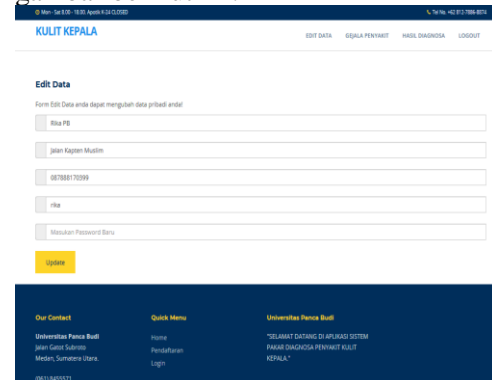 Mon - Sat 9.00 - 18.00. Apotik K-24 CLOSED
Tel No. +62 812-7886-8074
KULIT KEPALA
EDIT DATA
GEJALA PENYAKIT
HASIL DIAGNOSA
LOGOUT
Edit Data
Form Edit Data anda dapat mengubah data pribadi anda!
Rika PB
Jalan Kapten Muslim
087888170399
rika
Masukan Password Baru
Update
Our Contact
Universitas Panca Budi
Jalan Gatot Subroto
Medan, Sumatera Utara.
(061) 8455571
Quick Menu
Home
Pendaftaran
Login
Universitas Panca Budi
"SELAMAT DATANG DI APLIKASI SISTEM
PAKAR DIAGNOSA PENYAKIT KULIT
KEPALA."